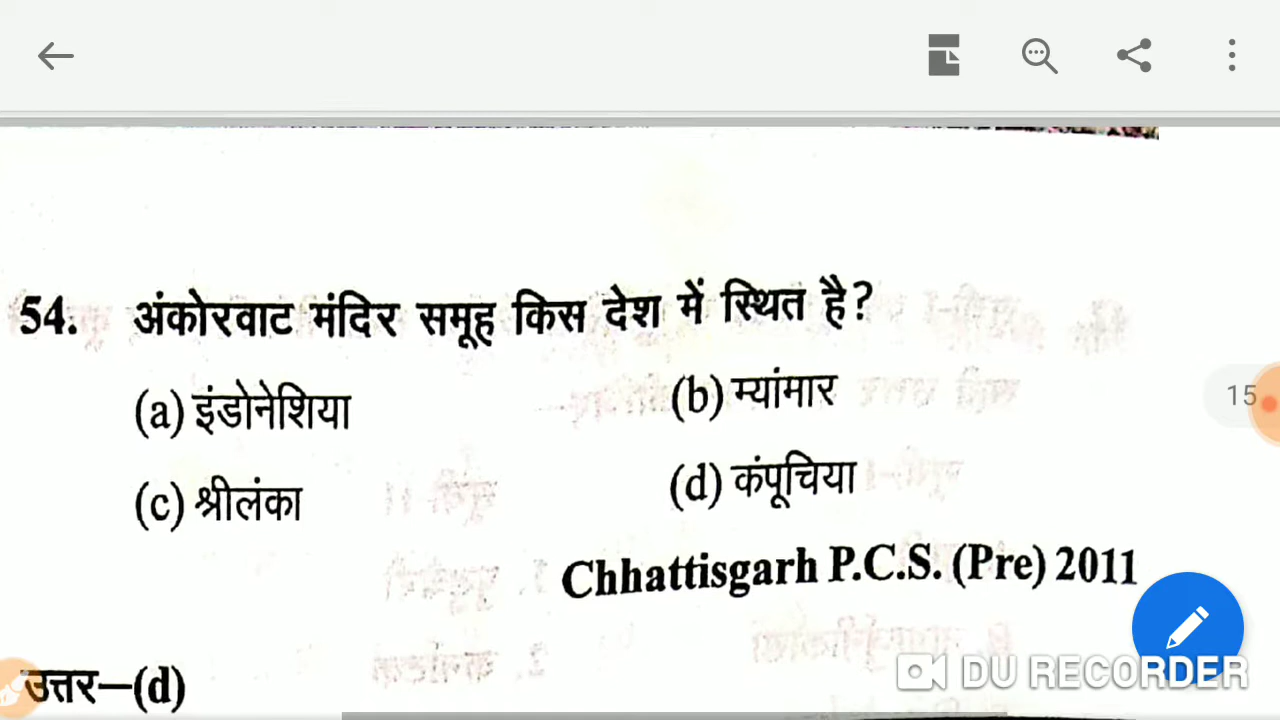 15
54. अंकोरवाट मंदिर समूह किस देश में स्थित है?
(a) इंडोनेशिया (b) म्यांमार
(c) श्रीलंका (d) कंपूचिया
Chhattisgarh P.C.S. (Pre) 2011
उत्तर–(d)
DU RECORDER